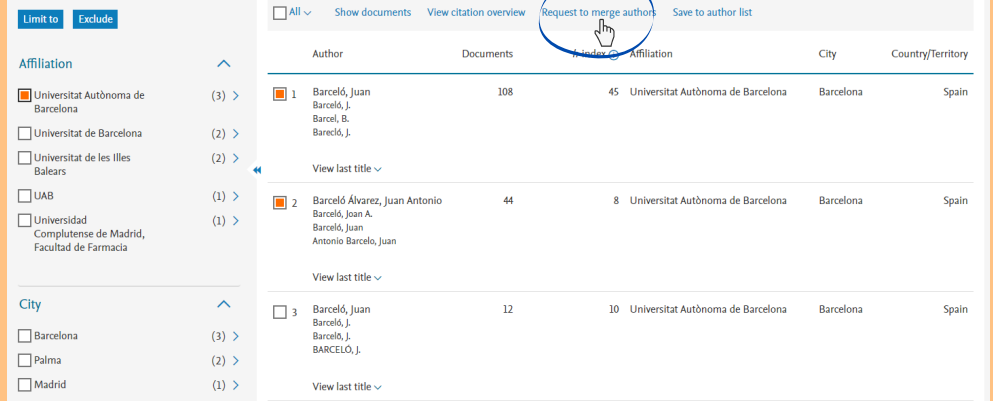 Limit to Exclude
All Show documents View citation overview Request to merge authors Save to author list
Author Documents h-index Affiliation City Country/Territory
Affiliation
Universitat Autònoma de (3)
Barcelona
Universitat de Barcelona (2)
Universitat de les Illes (2)
Balears
UAB (1)
Universidad (1)
Complutense de Madrid,
Facultad de Farmacia
City
Barcelona (3)
Palma (2)
Madrid (1)
1 Barceló, Juan 108 45 Universitat Autònoma de Barcelona Barcelona Spain
Barceló, J.
Barcel, B.
Barecló, J.
View last title
2 Barceló Álvarez, Juan Antonio 44 8 Universitat Autònoma de Barcelona Barcelona Spain
Barceló, Joan A.
Barceló, Juan
Antonio Barcelo, Juan
View last title
3 Barceló, Juan 12 10 Universitat Autònoma de Barcelona Barcelona Spain
Barceló, J.
Barcelõ, J.
BARCELÓ, J.
View last title